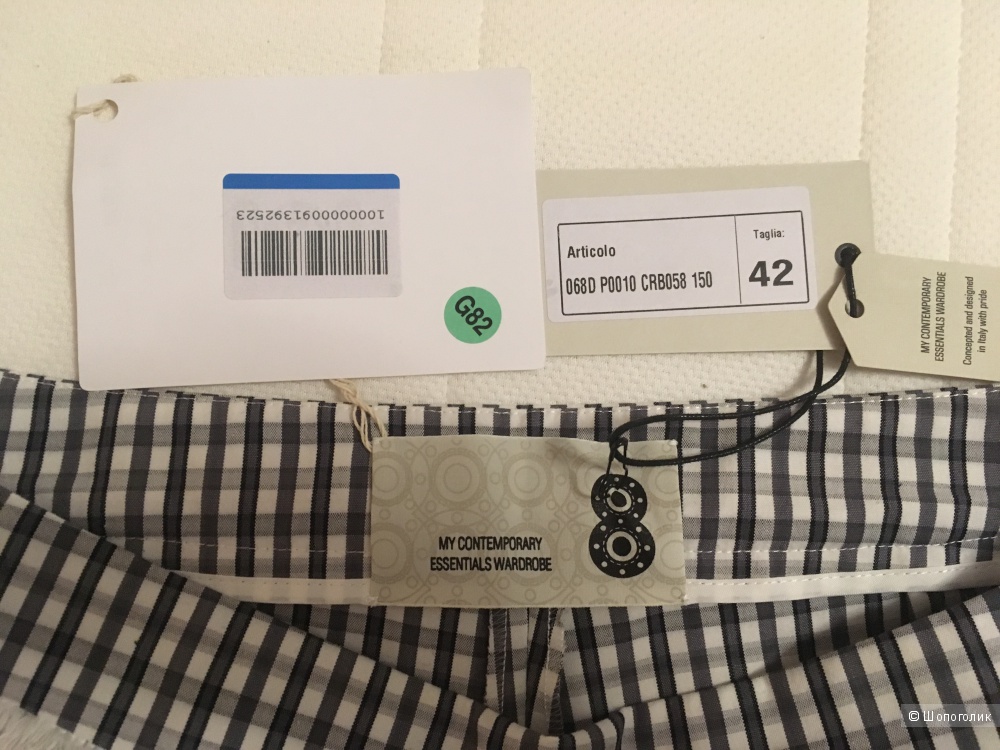 1000000091392523
G82
Articolo
068D P0010 CRB058 150
Taglia:
42
MY CONTEMPORARY
ESSENTIALS WARDROBE
Concepted and designed
in Italy with pride
MY CONTEMPORARY
ESSENTIALS WARDROBE
8
© Шопоголик